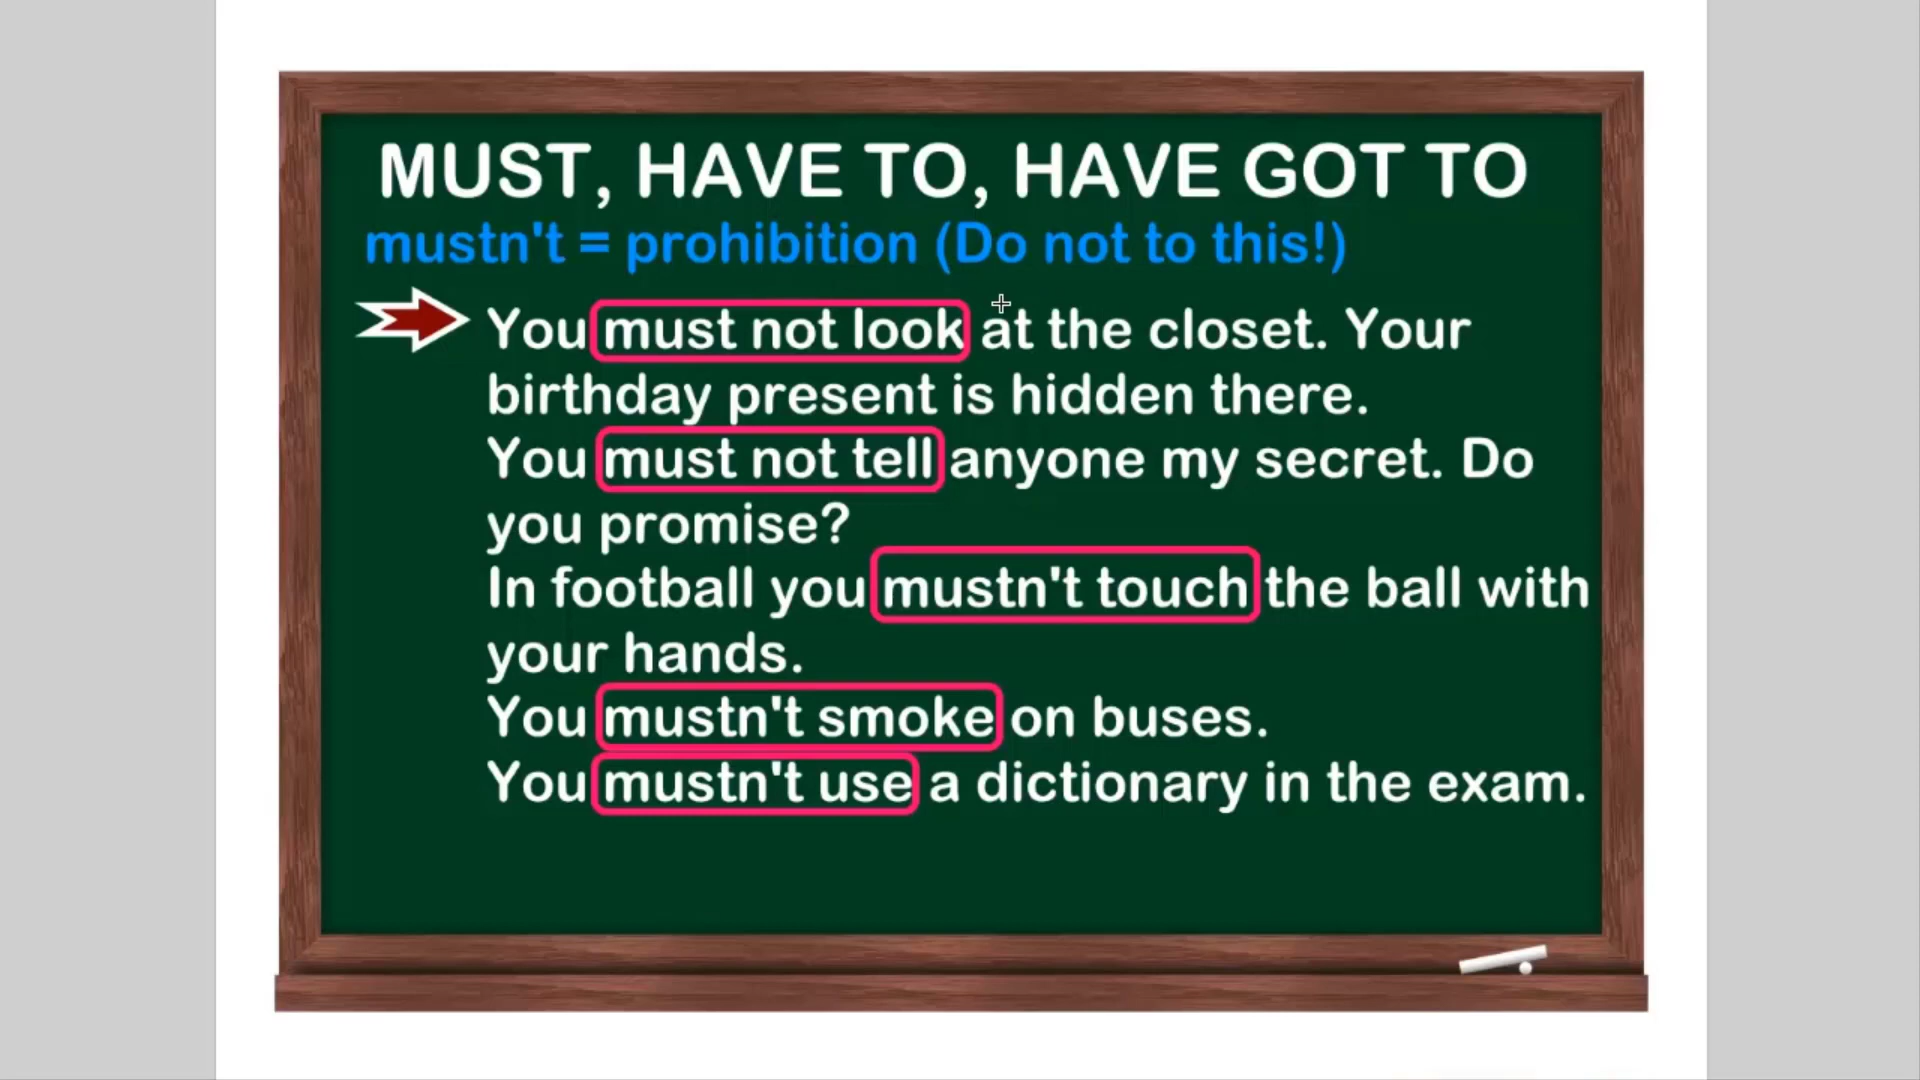 MUST, HAVE TO, HAVE GOT TO
mustn't = prohibition (Do not to this!)
You must not look at the closet. Your
birthday present is hidden there.
You must not tell anyone my secret. Do
you promise?
In football you mustn't touch the ball with
your hands.
You mustn't smoke on buses.
You mustn't use a dictionary in the exam.